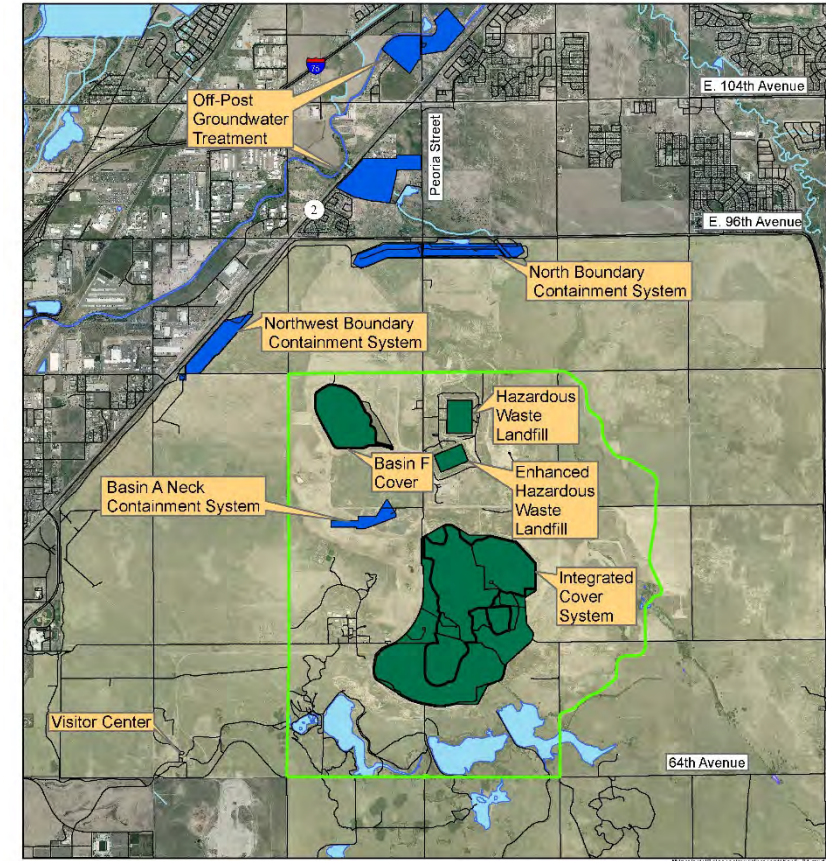 76
E. 104th Avenue
Off-Post
Groundwater
Treatment
Peoria Street
2
E. 96th Avenue
North Boundary
Containment System
Northwest Boundary
Containment System
Hazardous
Waste
Landfill
Basin F
Cover
Enhanced
Hazardous
Waste
Landfill
Basin A Neck
Containment System
Integrated
Cover
System
Visitor Center
64th Avenue